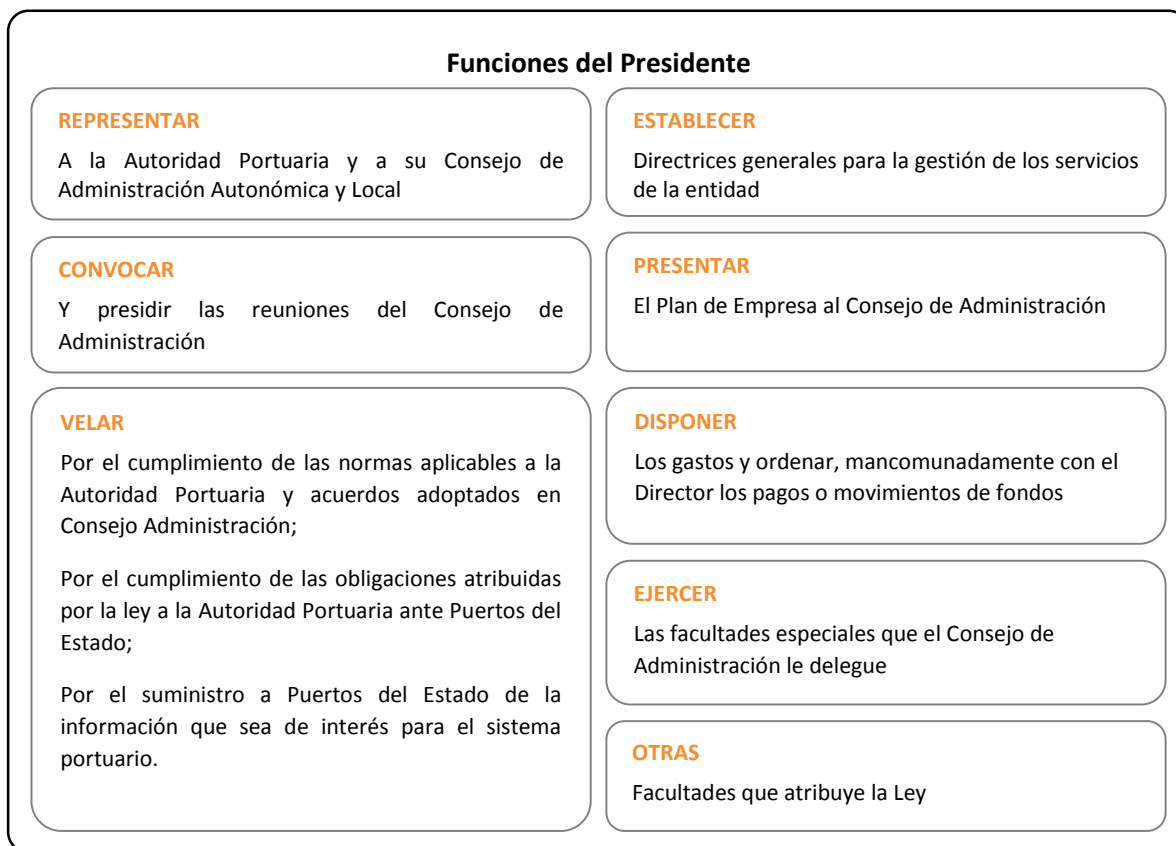 Funciones del Presidente
REPRESENTAR
A la Autoridad Portuaria y a su Consejo de
Administración Autonómica y Local
CONVOCAR
Y presidir las reuniones del Consejo de
Administración
VELAR
Por el cumplimiento de las normas aplicables a la
Autoridad Portuaria y acuerdos adoptados en
Consejo Administración;
Por el cumplimiento de las obligaciones atribuidas
por la ley a la Autoridad Portuaria ante Puertos del
Estado;
Por el suministro a Puertos del Estado de la
información que sea de interés para el sistema
portuario.
ESTABLECER
Directrices generales para la gestión de los servicios
de la entidad
PRESENTAR
El Plan de Empresa al Consejo de Administración
DISPONER
Los gastos y ordenar, mancomunadamente con el
Director los pagos o movimientos de fondos
EJERCER
Las facultades especiales que el Consejo de
Administración le delegue
OTRAS
Facultades que atribuye la Ley